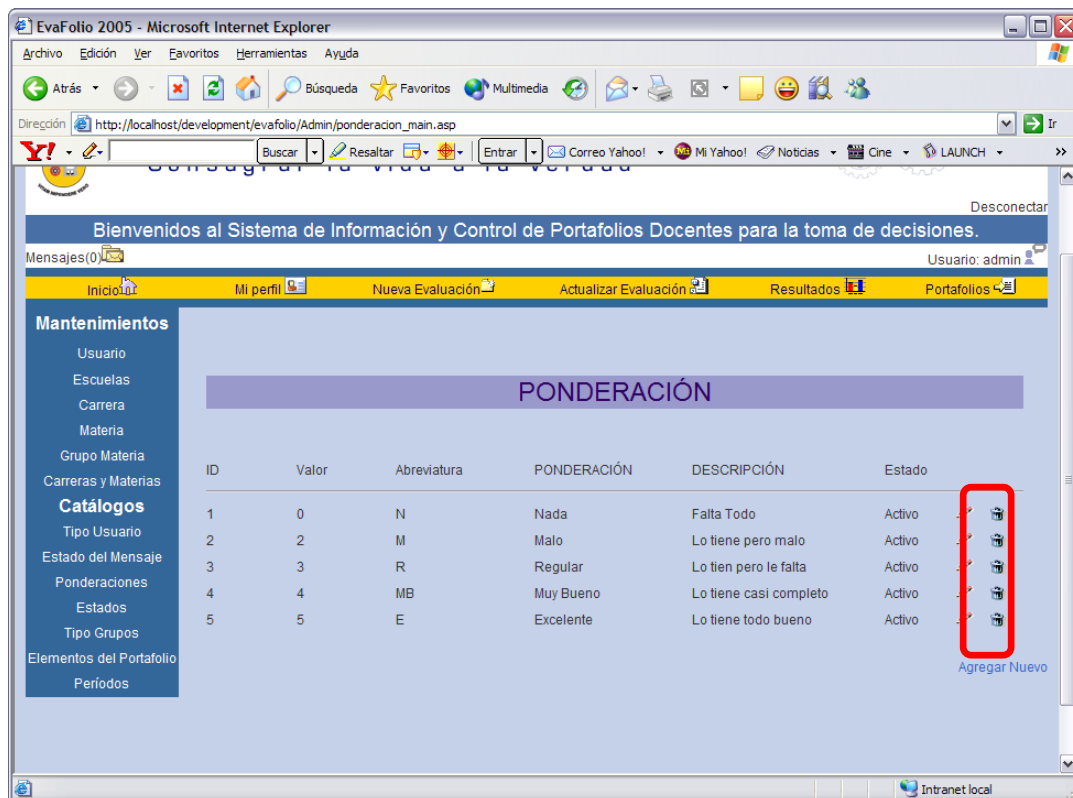 EvaFolio 2005 - Microsoft Internet Explorer
Archivo Edición Ver Favoritos Herramientas Ayuda
Atrás Búsqueda Favoritos Multimedia
Dirección http://localhost/development/evafolio/Admin/ponderacion_main.asp Ir
Y! Buscar Resaltar Entrar Correo Yahoo! Mi Yahoo! Noticias Cine LAUNCH »
Desconectar
Bienvenidos al Sistema de Información y Control de Portafolios Docentes para la toma de decisiones.
Mensajes(0) Usuario: admin
Inicio Mi perfil Nueva Evaluación Actualizar Evaluación Resultados Portafolios
Mantenimientos
Usuario
Escuelas
Carrera
Materia
Grupo Materia
Carreras y Materias
Catálogos
Tipo Usuario
Estado del Mensaje
Ponderaciones
Estados
Tipo Grupos
Elementos del Portafolio
Períodos
PONDERACIÓN
ID Valor Abreviatura PONDERACIÓN DESCRIPCIÓN Estado
1 0 N Nada Falta Todo Activo
2 2 M Malo Lo tiene pero malo Activo
3 3 R Regular Lo tien pero le falta Activo
4 4 MB Muy Bueno Lo tiene casi completo Activo
5 5 E Excelente Lo tiene todo bueno Activo
Agregar Nuevo
Intranet local